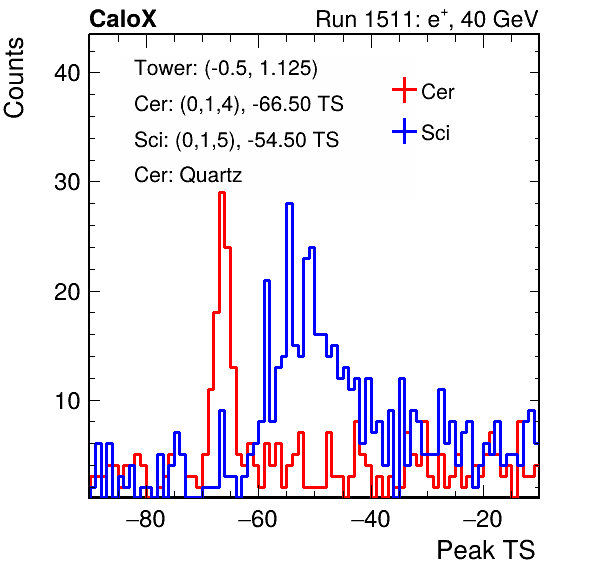 CaloX Run 1511: e⁺, 40 GeV
Counts
Tower: (-0.5, 1.125)
Cer: (0,1,4), -66.50 TS
Sci: (0,1,5), -54.50 TS
Cer: Quartz
Cer
Sci
40
30
20
10
−80 −60 −40 −20
Peak TS